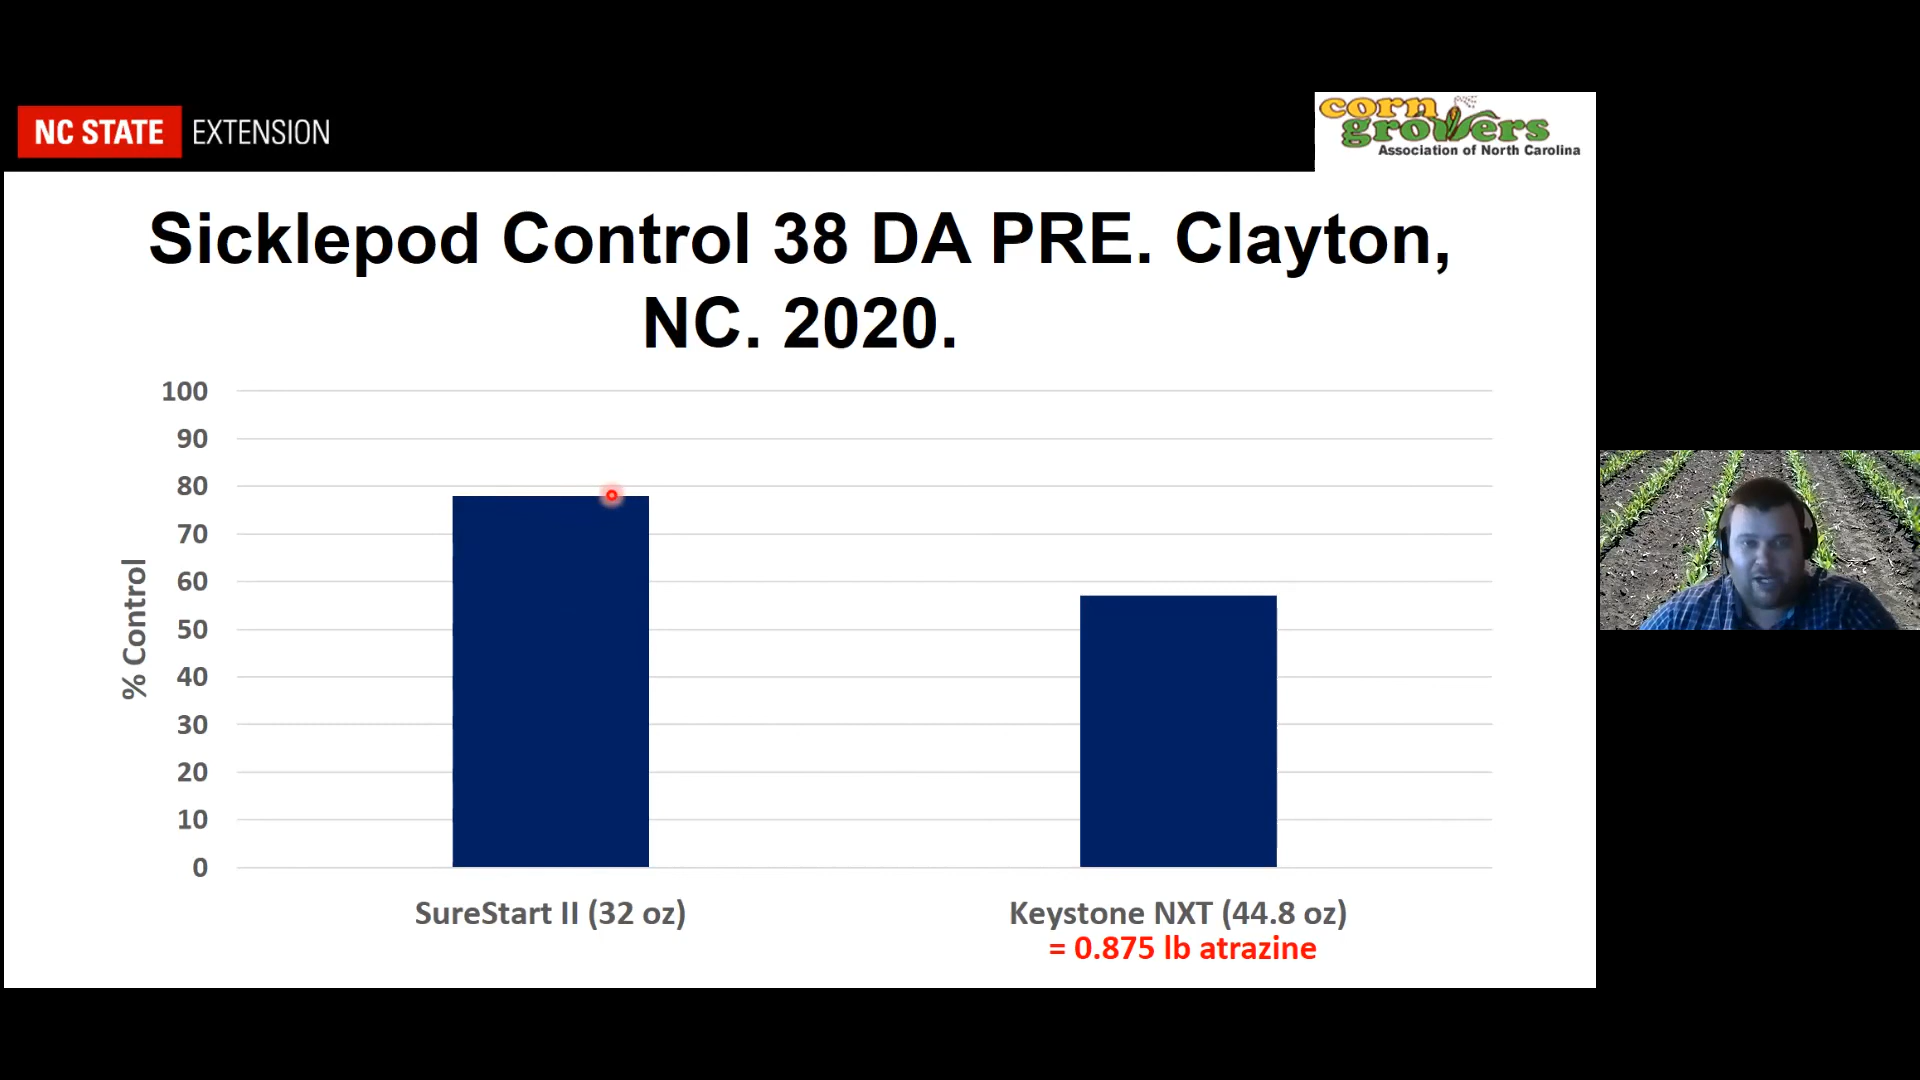 NC STATE EXTENSION
corn
growers
Association of North Carolina
Sicklepod Control 38 DA PRE. Clayton,
NC. 2020.
100
90
80
70
60
50
40
30
20
10
0
% Control
SureStart II (32 oz)
Keystone NXT (44.8 oz)
= 0.875 lb atrazine